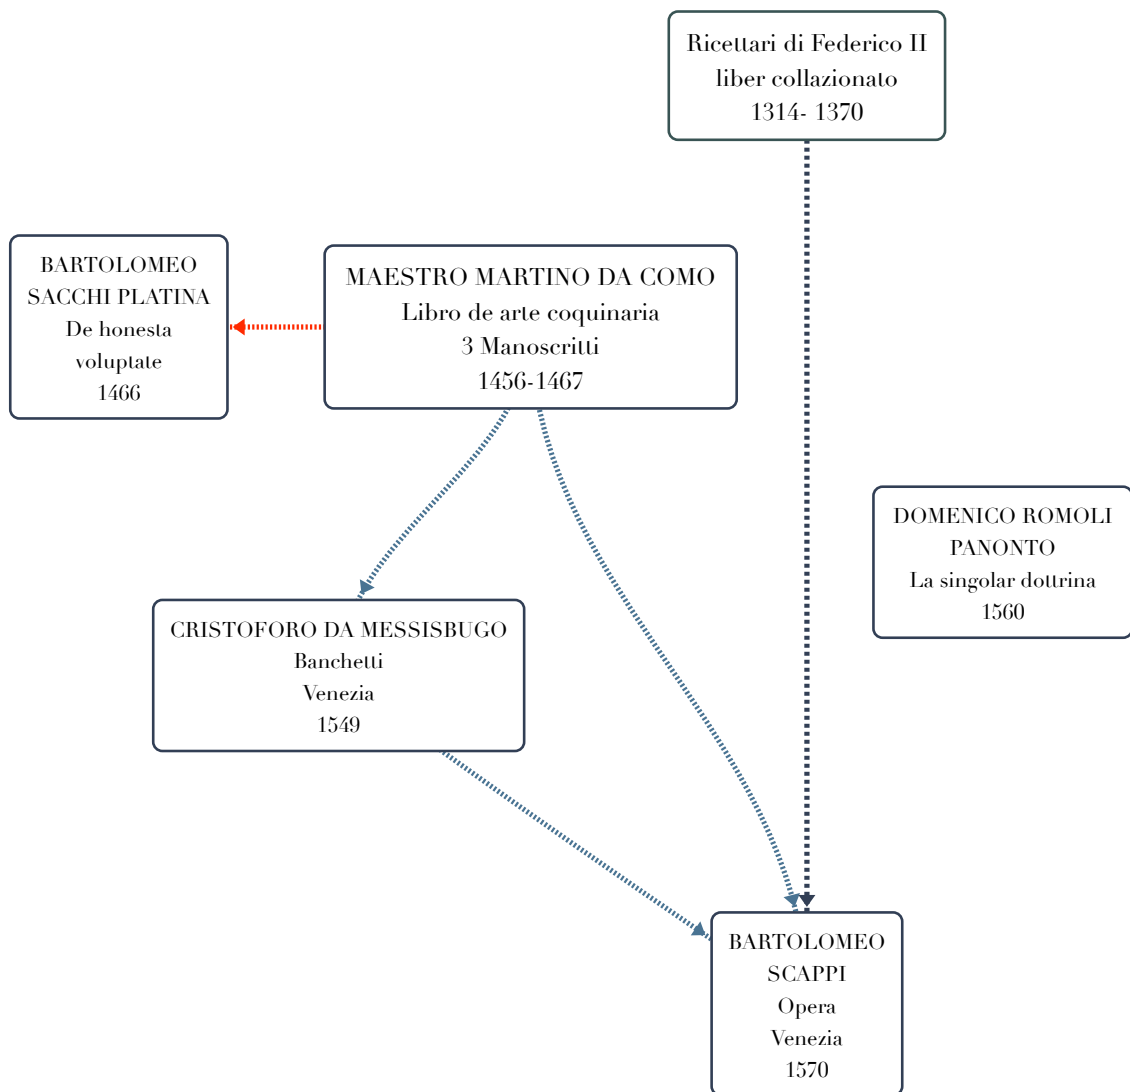 Ricettari di Federico II
liber collazionato
1314- 1370
BARTOLOMEO
SACCHI PLATINA
De honesta
voluptate
1466
MAESTRO MARTINO DA COMO
Libro de arte coquinaria
3 Manoscritti
1456-1467
DOMENICO ROMOLI
PANONTO
La singolar dottrina
1560
CRISTOFORO DA MESSISBUGO
Banchetti
Venezia
1549
BARTOLOMEO
SCAPPI
Opera
Venezia
1570